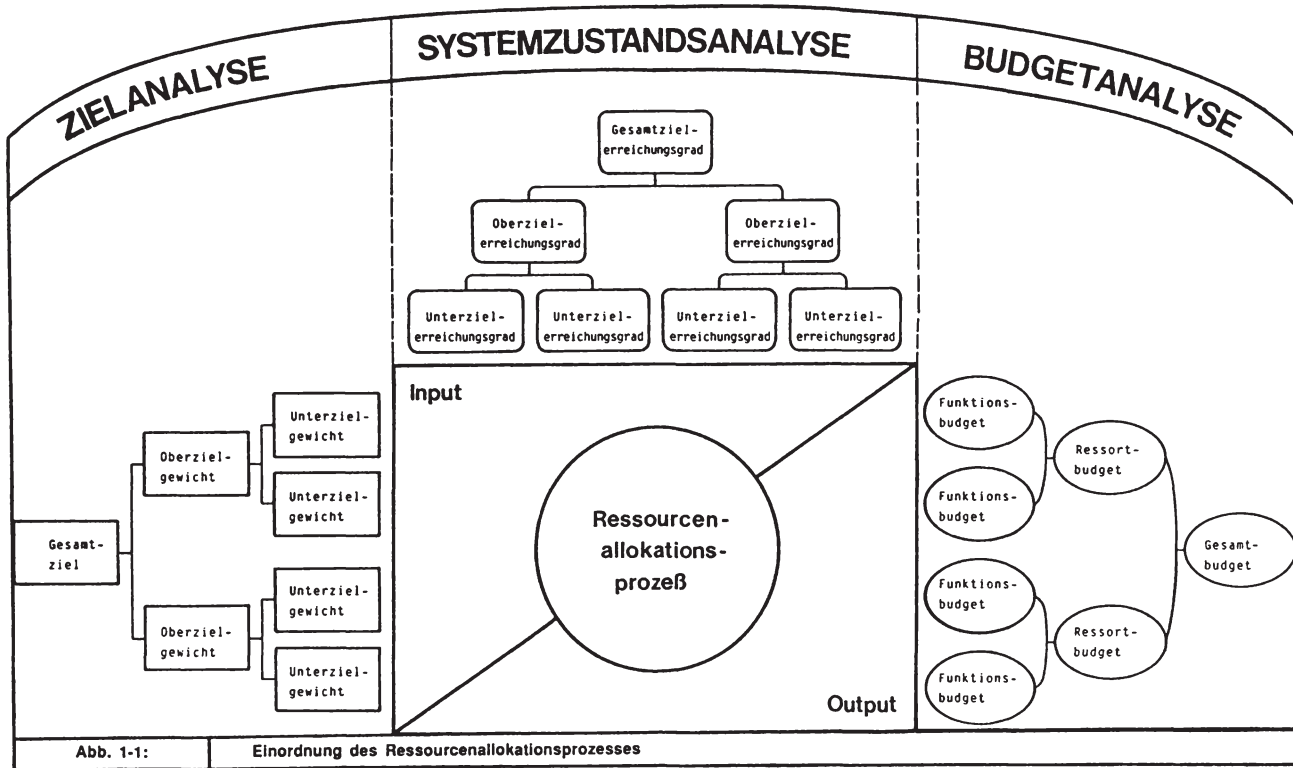 ZIELANALYSE
SYSTEMZUSTANDSANALYSE
BUDGETANALYSE
Gesamtziel-
erreichungsgrad
Oberziel-
erreichungsgrad
Oberziel-
erreichungsgrad
Unterziel-
erreichungsgrad
Unterziel-
erreichungsgrad
Unterziel-
erreichungsgrad
Unterziel-
erreichungsgrad
Gesamt-
ziel
Oberziel-
gewicht
Oberziel-
gewicht
Unterziel-
gewicht
Unterziel-
gewicht
Unterziel-
gewicht
Unterziel-
gewicht
Input
Ressourcen-
allokations-
prozeß
Output
Funktions-
budget
Funktions-
budget
Funktions-
budget
Funktions-
budget
Ressort-
budget
Ressort-
budget
Gesamt-
budget
Abb. 1-1:
Einordnung des Ressourcenallokationsprozesses